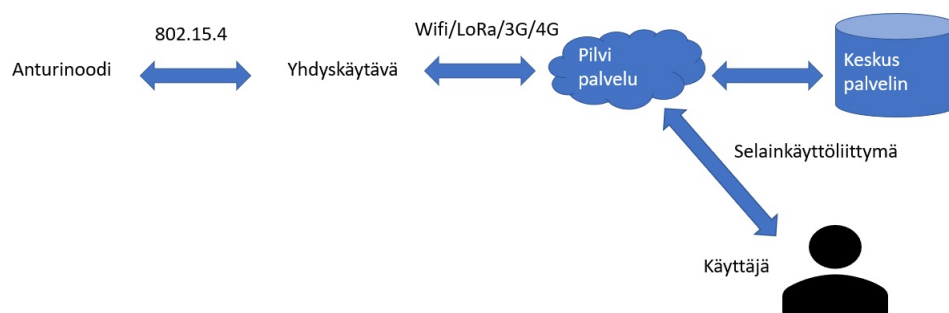 802.15.4
Wifi/LoRa/3G/4G
Anturinoodi
Yhdyskäytävä
Pilvi
palvelu
Keskus
palvelin
Selainkäyttöliittymä
Käyttäjä